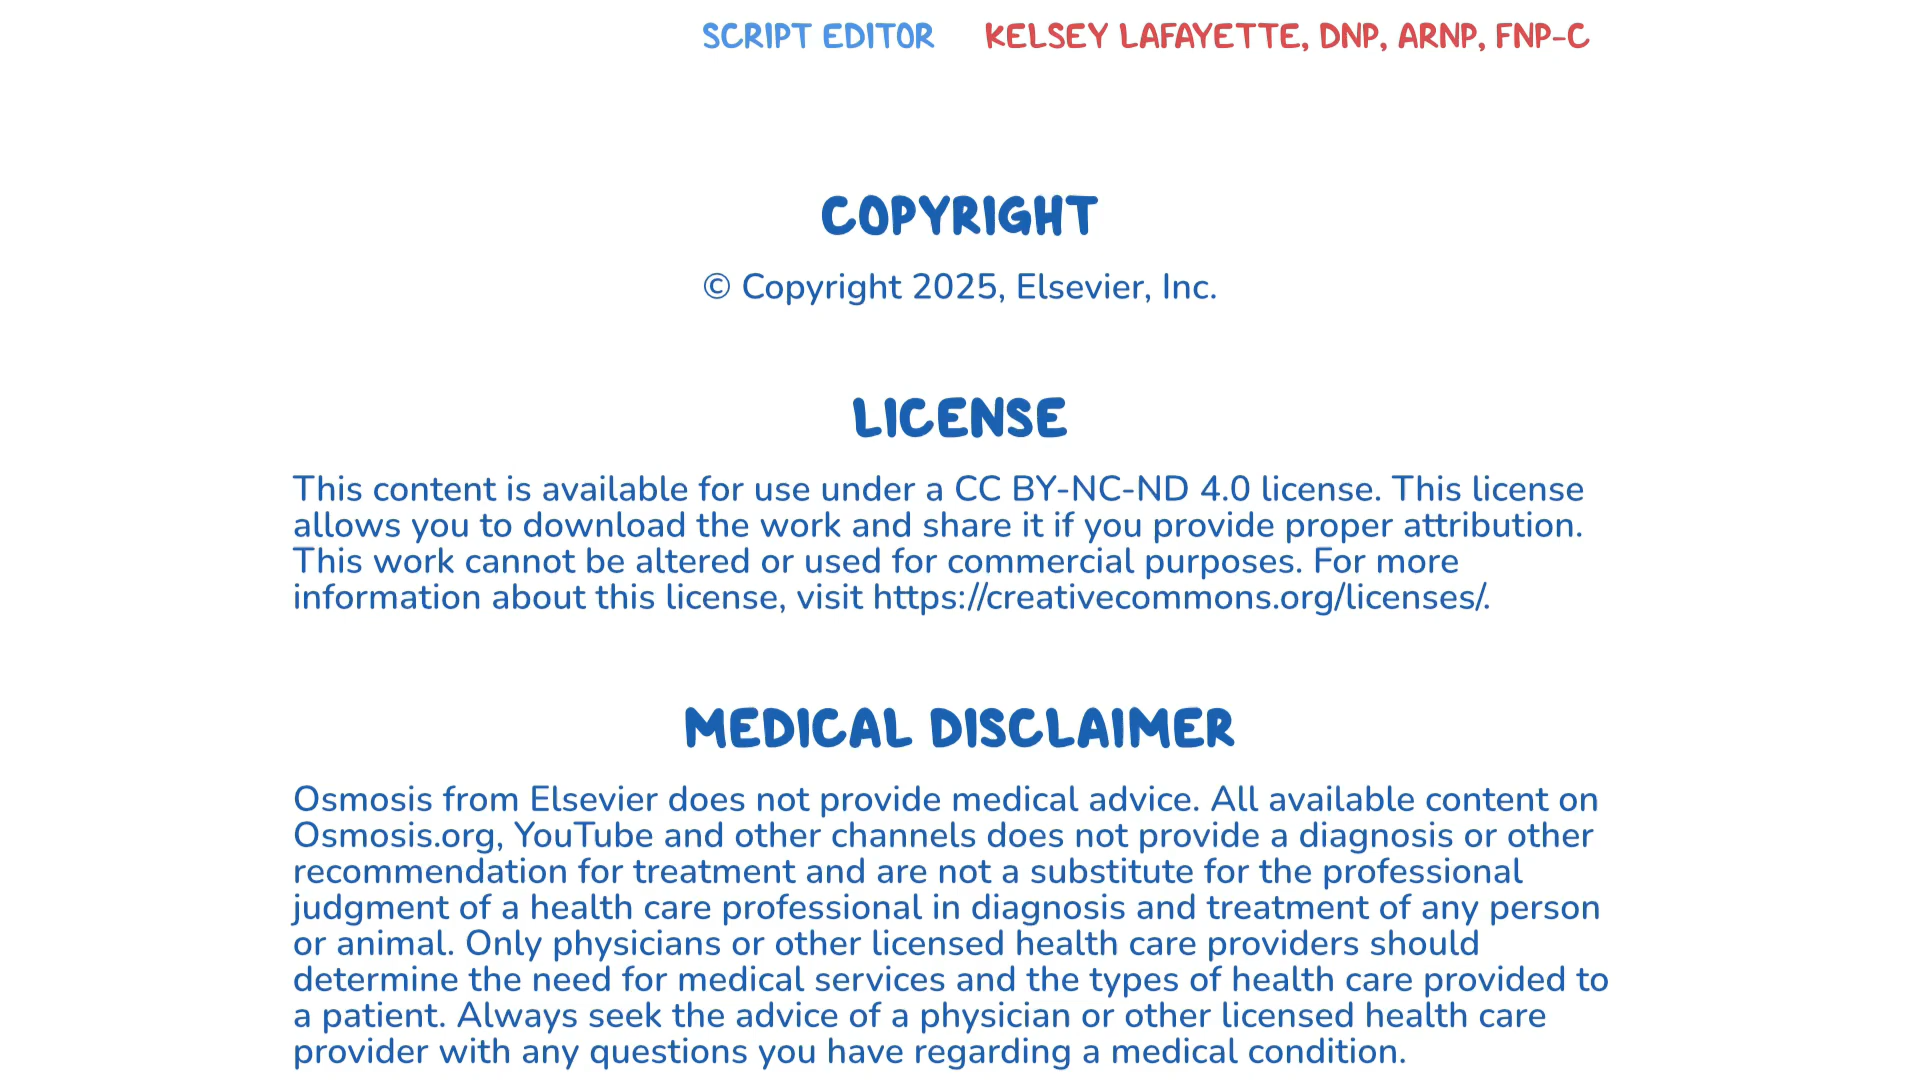 SCRIPT EDITOR KELSEY LAFAYETTE, DNP, ARNP, FNP-C
COPYRIGHT
© Copyright 2025, Elsevier, Inc.
LICENSE
This content is available for use under a CC BY-NC-ND 4.0 license. This license
allows you to download the work and share it if you provide proper attribution.
This work cannot be altered or used for commercial purposes. For more
information about this license, visit https://creativecommons.org/licenses/.
MEDICAL DISCLAIMER
Osmosis from Elsevier does not provide medical advice. All available content on
Osmosis.org, YouTube and other channels does not provide a diagnosis or other
recommendation for treatment and are not a substitute for the professional
judgment of a health care professional in diagnosis and treatment of any person
or animal. Only physicians or other licensed health care providers should
determine the need for medical services and the types of health care provided to
a patient. Always seek the advice of a physician or other licensed health care
provider with any questions you have regarding a medical condition.